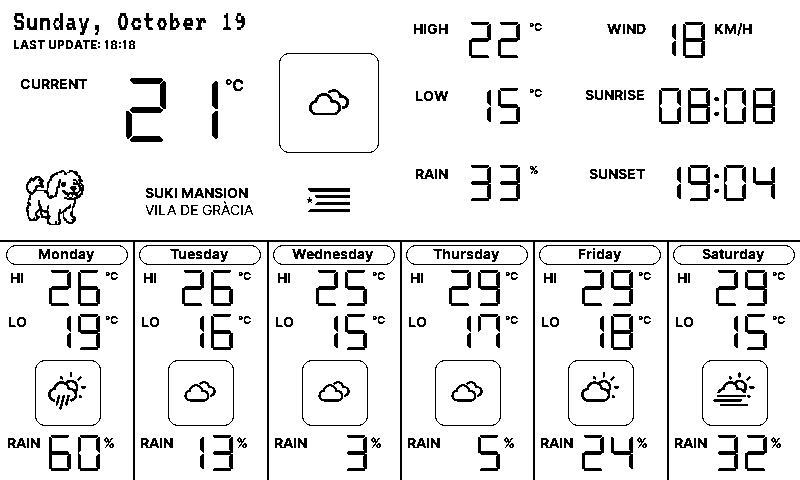 Sunday, October 19
LAST UPDATE: 18:18
CURRENT 21 °C
HIGH 22 °C
LOW 15 °C
RAIN 33 %
WIND 18 KM/H
SUNRISE 08:08
SUNSET 19:04
SUKI MANSION
VILA DE GRÀCIA
Monday
HI 26 °C
LO 19 °C
RAIN 60 %
Tuesday
HI 26 °C
LO 16 °C
RAIN 13 %
Wednesday
HI 25 °C
LO 15 °C
RAIN 3 %
Thursday
HI 29 °C
LO 17 °C
RAIN 5 %
Friday
HI 29 °C
LO 18 °C
RAIN 24 %
Saturday
HI 29 °C
LO 15 °C
RAIN 32 %